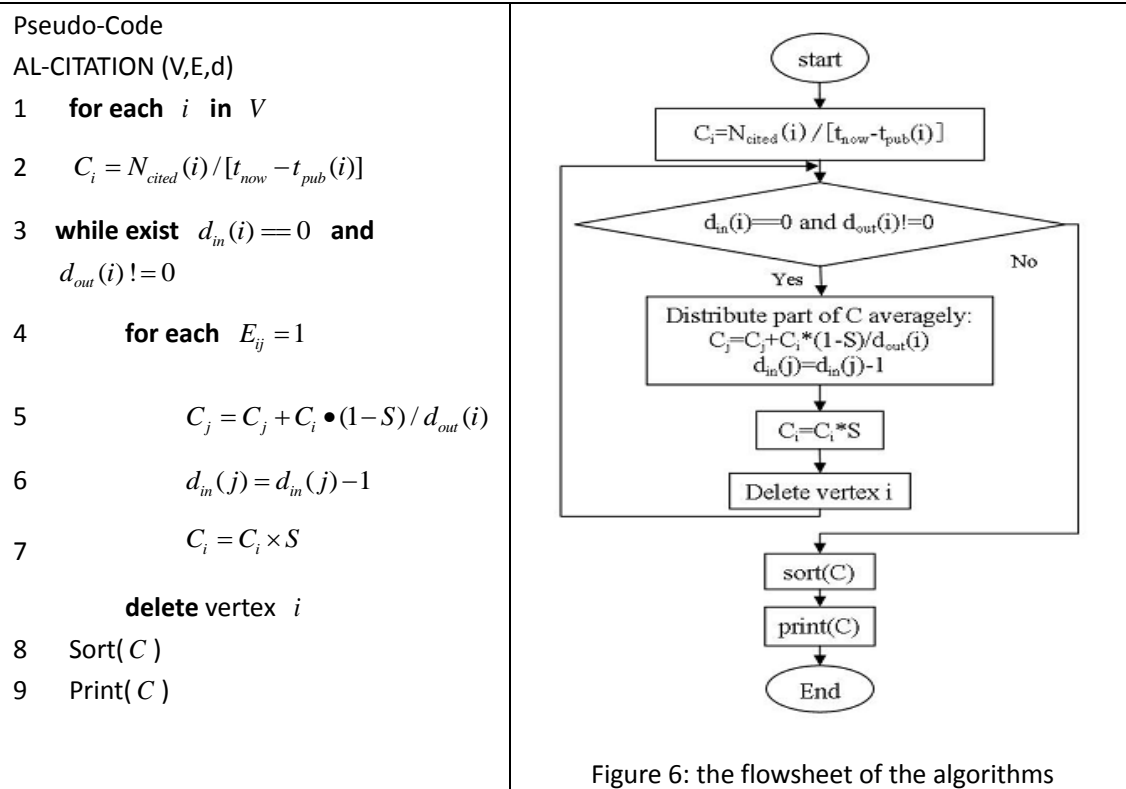 Pseudo-Code
AL-CITATION (V,E,d)
1 for each i in V
2 C_i = N_cited(i) / [t_now − t_pub(i)]
3 while exist d_in(i) == 0 and
d_out(i) != 0
4 for each E_ij = 1
5 C_j = C_j + C_i • (1 − S) / d_out(i)
6 d_in(j) = d_in(j) − 1
7 C_i = C_i × S
delete vertex i
8 Sort( C )
9 Print( C )
start
C_i=N_cited(i)/[t_now-t_pub(i)]
d_in(i)==0 and d_out(i)!=0
No
Yes
Distribute part of C averagely:
C_j=C_j+C_i*(1-S)/d_out(i)
d_in(j)=d_in(j)-1
C_i=C_i*S
Delete vertex i
sort(C)
print(C)
End
Figure 6: the flowsheet of the algorithms